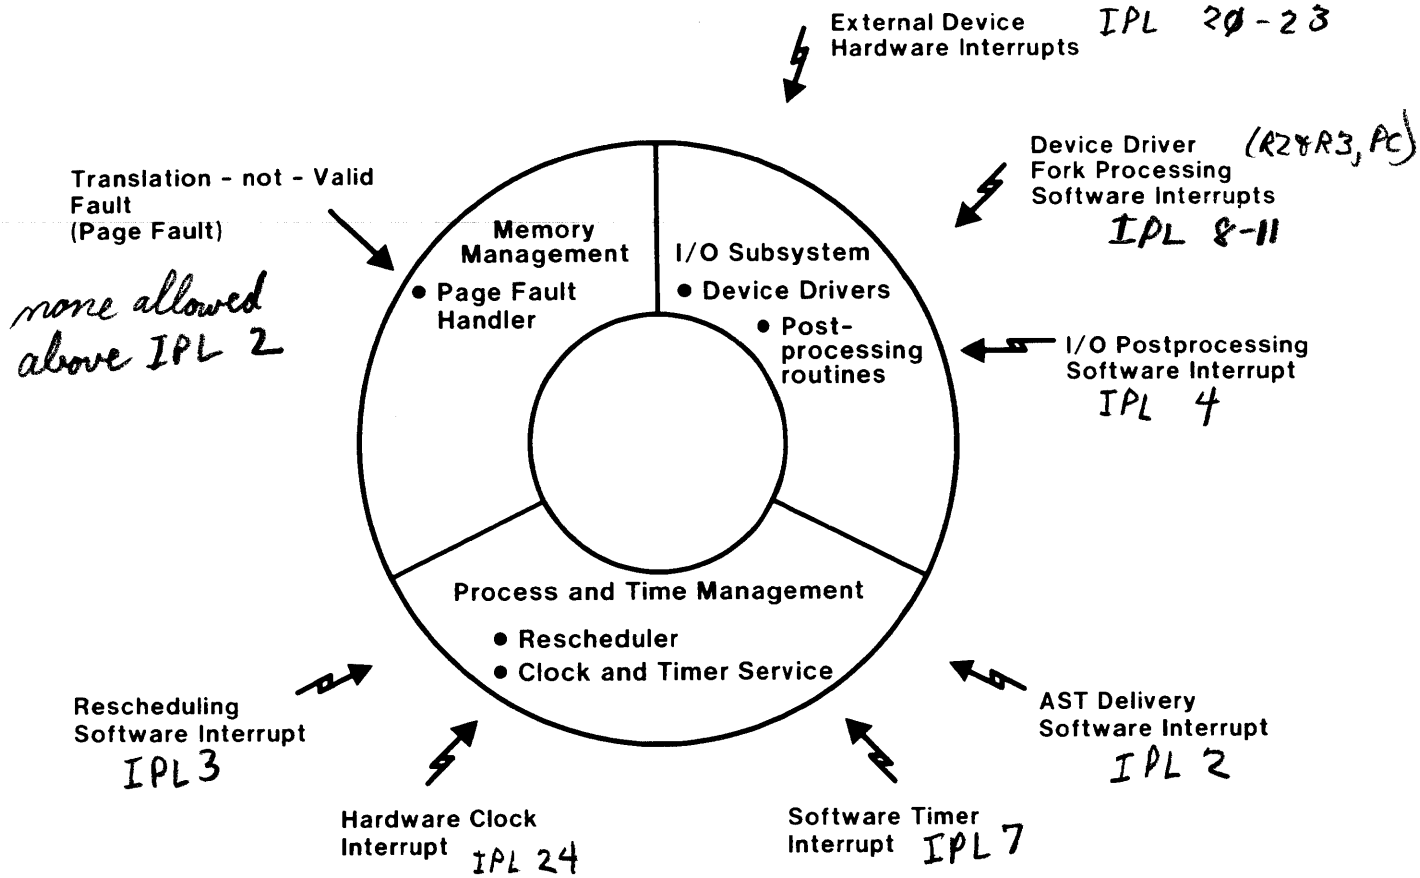 External Device IPL 20-23
Hardware Interrupts
Device Driver (R2&R3, PC)
Fork Processing
Software Interrupts
IPL 8-11
Translation - not - Valid
Fault
(Page Fault)
none allowed
above IPL 2
Memory
Management
• Page Fault
Handler
I/O Subsystem
• Device Drivers
• Post-
processing
routines
I/O Postprocessing
Software Interrupt
IPL 4
Process and Time Management
• Rescheduler
• Clock and Timer Service
Rescheduling
Software Interrupt
IPL 3
Hardware Clock
Interrupt IPL 24
Software Timer
Interrupt IPL 7
AST Delivery
Software Interrupt
IPL 2